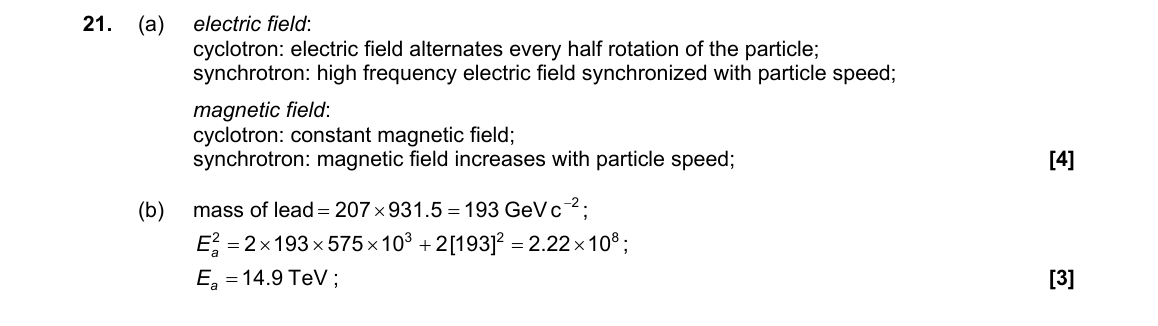 21. (a) electric field:
cyclotron: electric field alternates every half rotation of the particle;
synchrotron: high frequency electric field synchronized with particle speed;
magnetic field:
cyclotron: constant magnetic field;
synchrotron: magnetic field increases with particle speed; [4]
(b) mass of lead = 207 × 931.5 = 193 GeV c⁻²;
Eₐ² = 2 × 193 × 575 × 10³ + 2[193]² = 2.22 × 10⁸;
Eₐ = 14.9 TeV; [3]